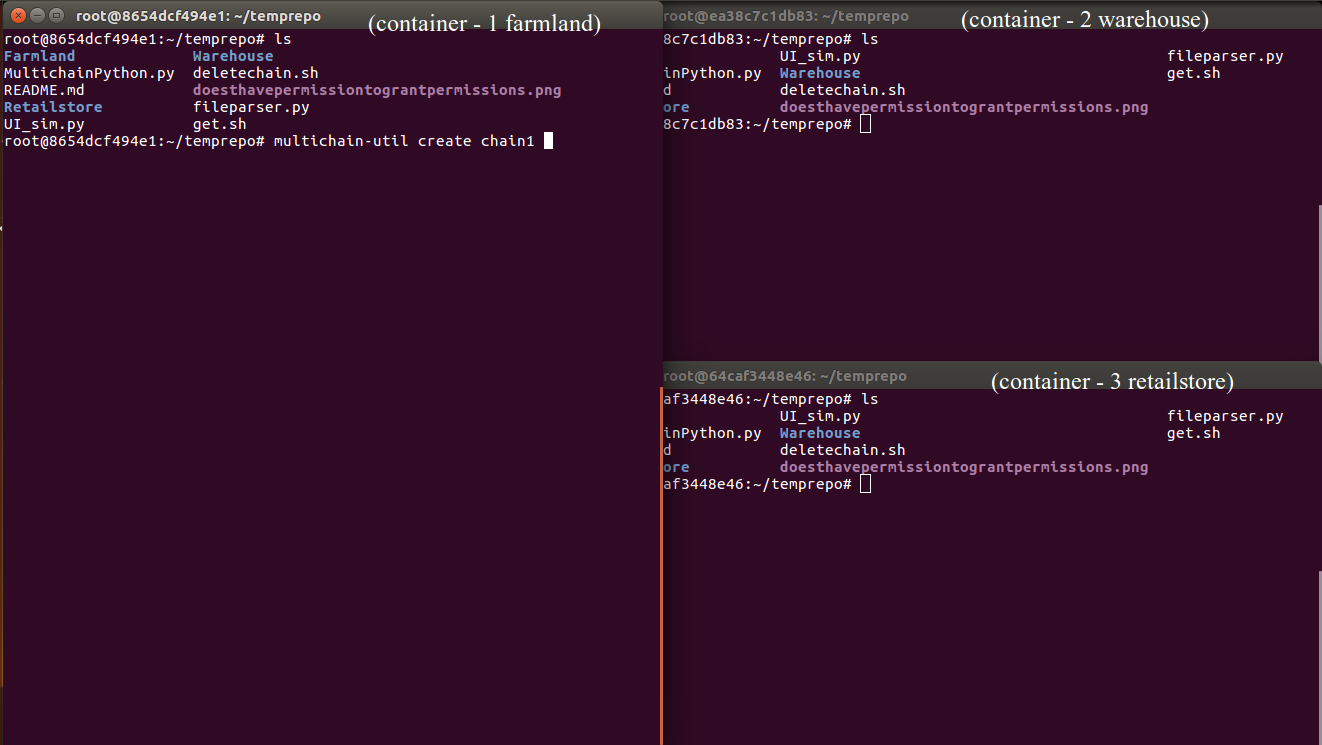 root@8654dcf494e1: ~/temprepo
(container - 1 farmland)
root@8654dcf494e1:~/temprepo# ls
Farmland Warehouse
MultichainPython.py deletechain.sh
README.md doesthavepermissiontograntpermissions.png
Retailstore fileparser.py
UI_sim.py get.sh
root@8654dcf494e1:~/temprepo# multichain-util create chain1
root@ea38c7c1db83: ~/temprepo
(container - 2 warehouse)
8c7c1db83:~/temprepo# ls
UI_sim.py fileparser.py
inPython.py Warehouse get.sh
d deletechain.sh
ore doesthavepermissiontograntpermissions.png
8c7c1db83:~/temprepo#
root@64caf3448e46: ~/temprepo
(container - 3 retailstore)
af3448e46:~/temprepo# ls
UI_sim.py fileparser.py
inPython.py Warehouse get.sh
d deletechain.sh
ore doesthavepermissiontograntpermissions.png
af3448e46:~/temprepo#